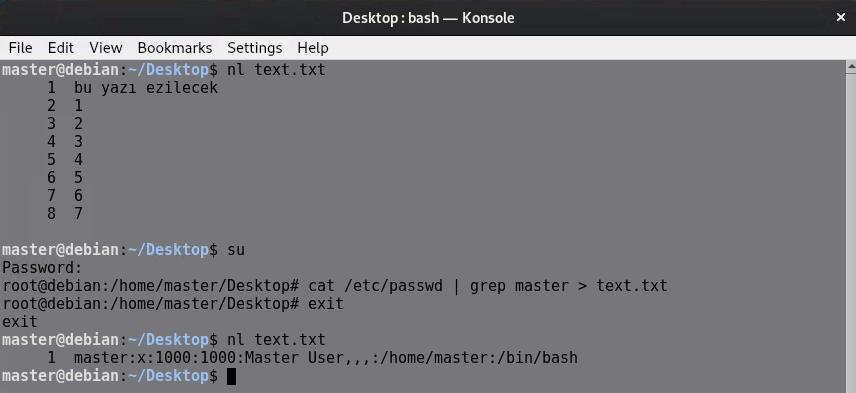 Desktop : bash — Konsole
File Edit View Bookmarks Settings Help
master@debian:~/Desktop$ nl text.txt
     1  bu yazı ezilecek
     2  1
     3  2
     4  3
     5  4
     6  5
     7  6
     8  7
master@debian:~/Desktop$ su
Password:
root@debian:/home/master/Desktop# cat /etc/passwd | grep master > text.txt
root@debian:/home/master/Desktop# exit
exit
master@debian:~/Desktop$ nl text.txt
     1  master:x:1000:1000:Master User,,,:/home/master:/bin/bash
master@debian:~/Desktop$